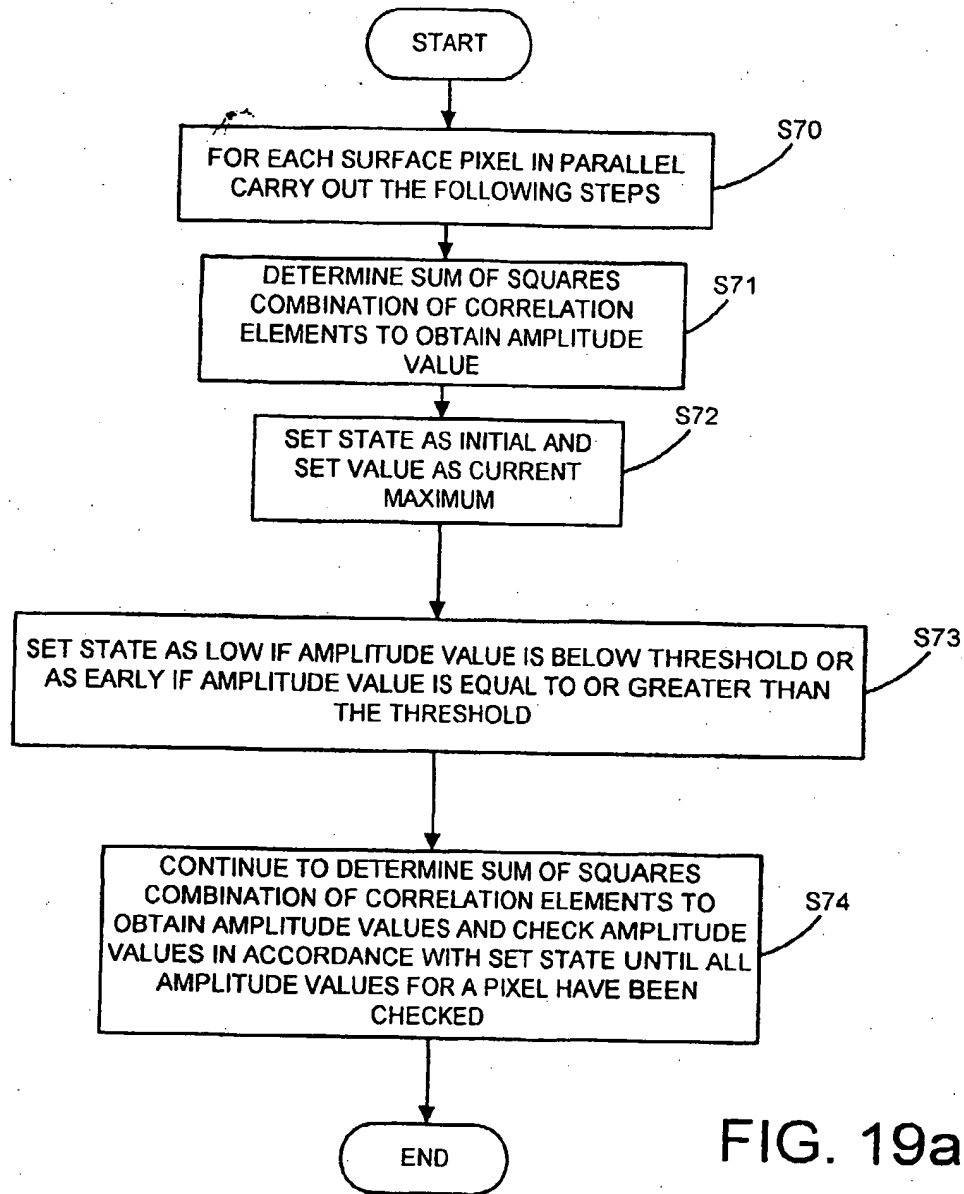 START
FOR EACH SURFACE PIXEL IN PARALLEL
CARRY OUT THE FOLLOWING STEPS
S70
DETERMINE SUM OF SQUARES
COMBINATION OF CORRELATION
ELEMENTS TO OBTAIN AMPLITUDE
VALUE
S71
SET STATE AS INITIAL AND
SET VALUE AS CURRENT
MAXIMUM
S72
SET STATE AS LOW IF AMPLITUDE VALUE IS BELOW THRESHOLD OR
AS EARLY IF AMPLITUDE VALUE IS EQUAL TO OR GREATER THAN
THE THRESHOLD
S73
CONTINUE TO DETERMINE SUM OF SQUARES
COMBINATION OF CORRELATION ELEMENTS TO
OBTAIN AMPLITUDE VALUES AND CHECK AMPLITUDE
VALUES IN ACCORDANCE WITH SET STATE UNTIL ALL
AMPLITUDE VALUES FOR A PIXEL HAVE BEEN
CHECKED
S74
END
FIG. 19a